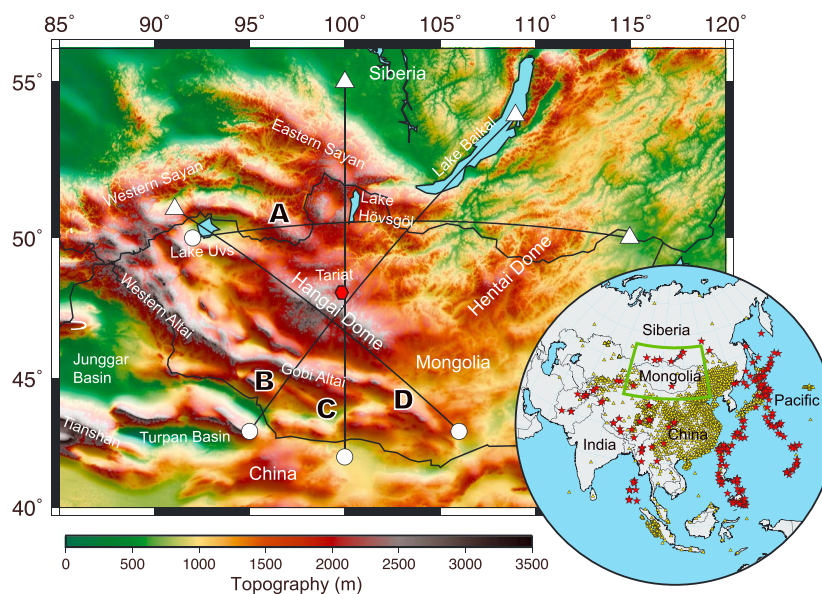 85° 90° 95° 100° 105° 110° 115° 120°
55°
50°
45°
40°
Siberia
Eastern Sayan
Western Sayan
Lake Baikal
Lake
Hövsgöl
A
Lake Uvs
Tariat
Hangai Dome
Hentai Dome
Western Altai
Gobi Altai
Mongolia
Junggar
Basin
B
C
D
Tianshan
Turpan Basin
China
Siberia
Mongolia
Pacific
China
India
0 500 1000 1500 2000 2500 3000 3500
Topography (m)